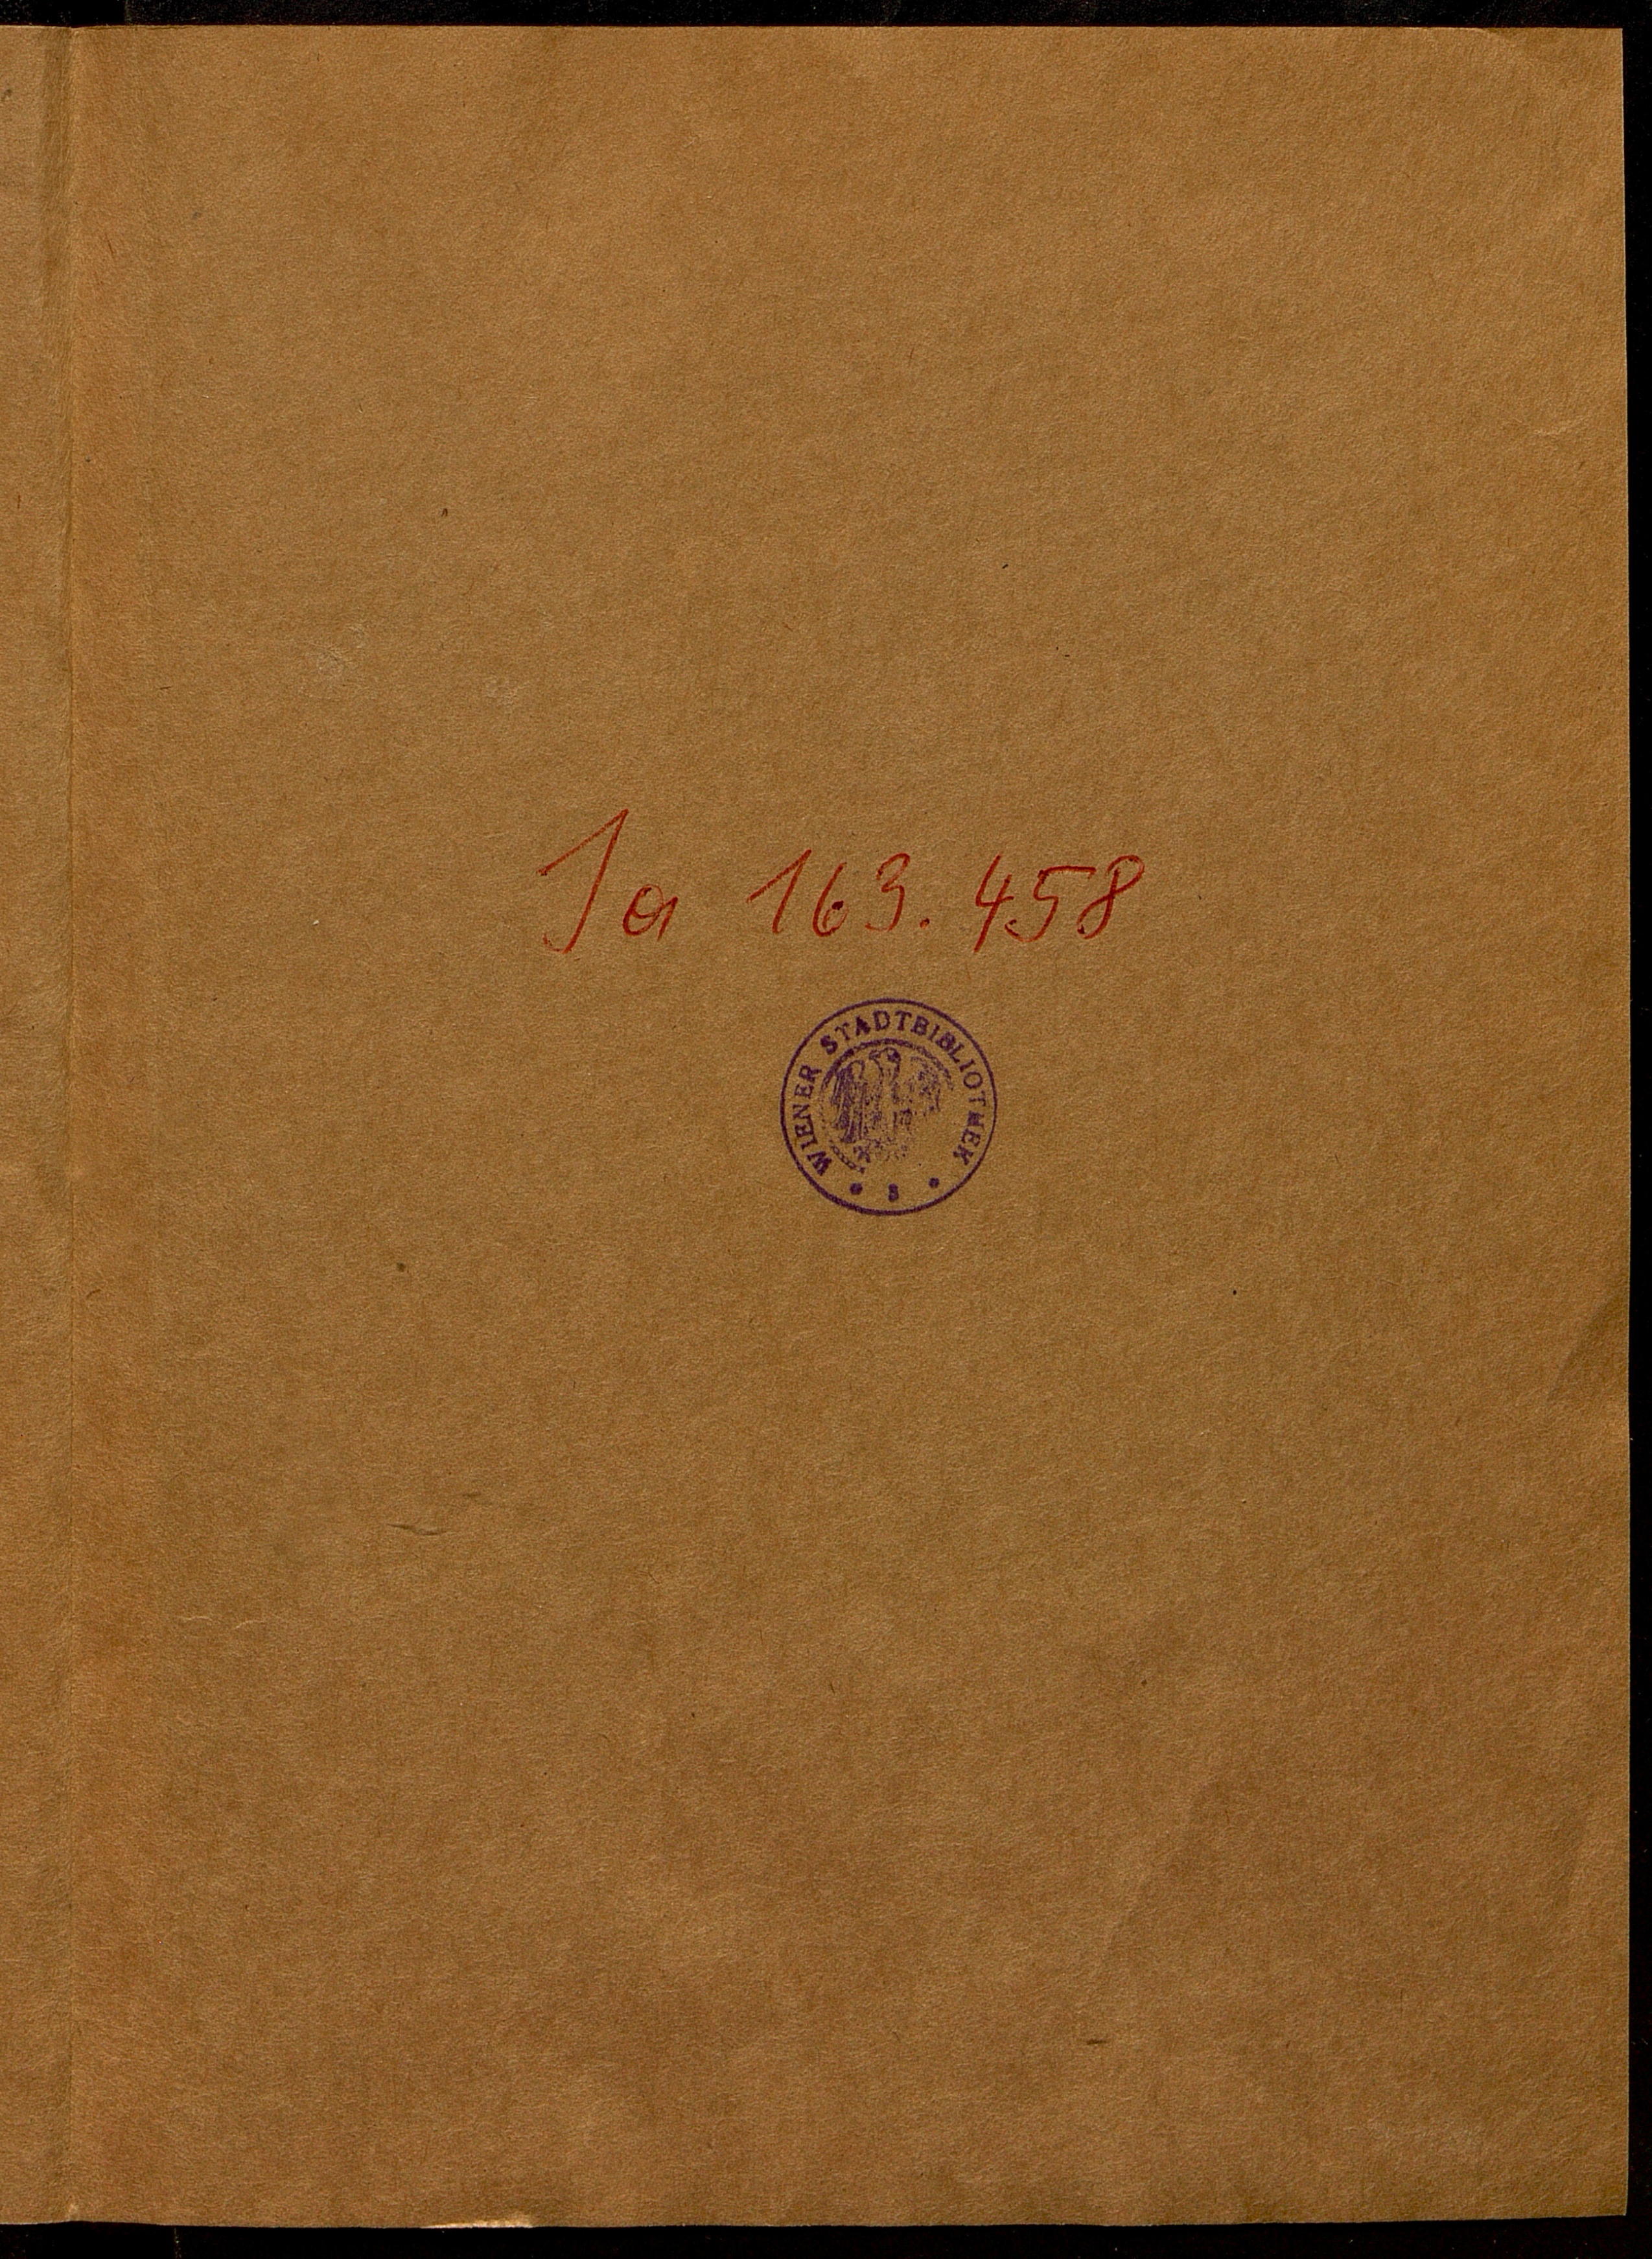 Ja 163.458
WIENER STADTBIBLIOTHEK